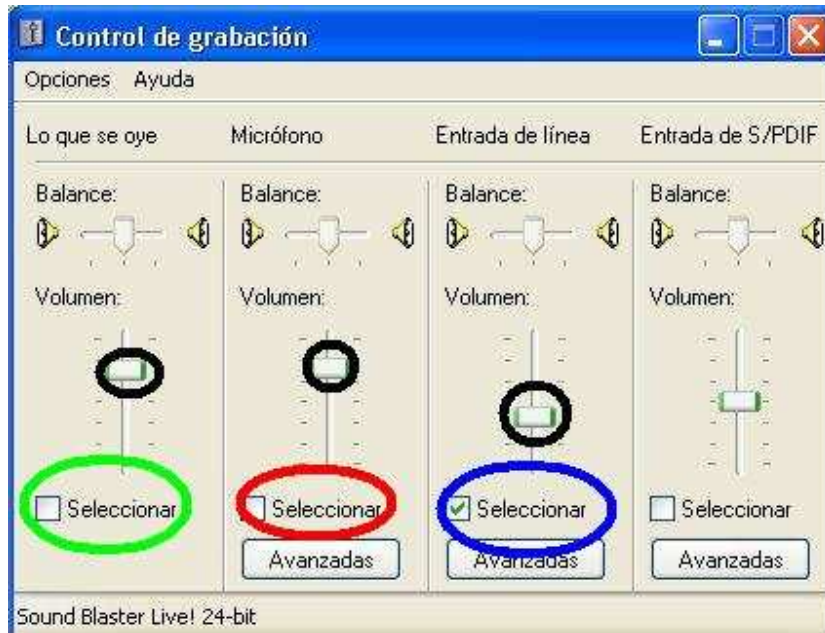 Control de grabación
Opciones Ayuda
Lo que se oye Micrófono Entrada de línea Entrada de S/PDIF
Balance: Balance: Balance: Balance:
Volumen: Volumen: Volumen: Volumen:
Seleccionar Seleccionar Seleccionar Seleccionar
Avanzadas Avanzadas Avanzadas
Sound Blaster Live! 24-bit